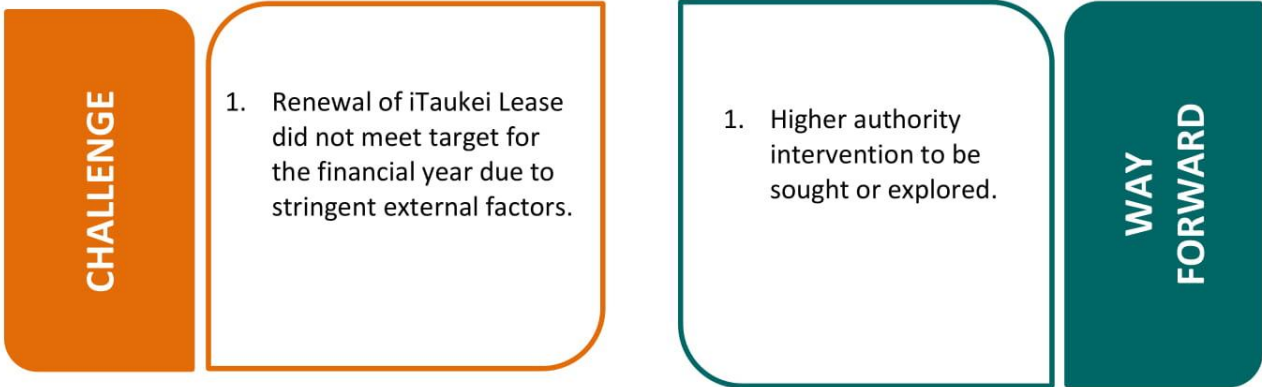 CHALLENGE
1. Renewal of iTaukei Lease
did not meet target for
the financial year due to
stringent external factors.
1. Higher authority
intervention to be
sought or explored.
WAY
FORWARD